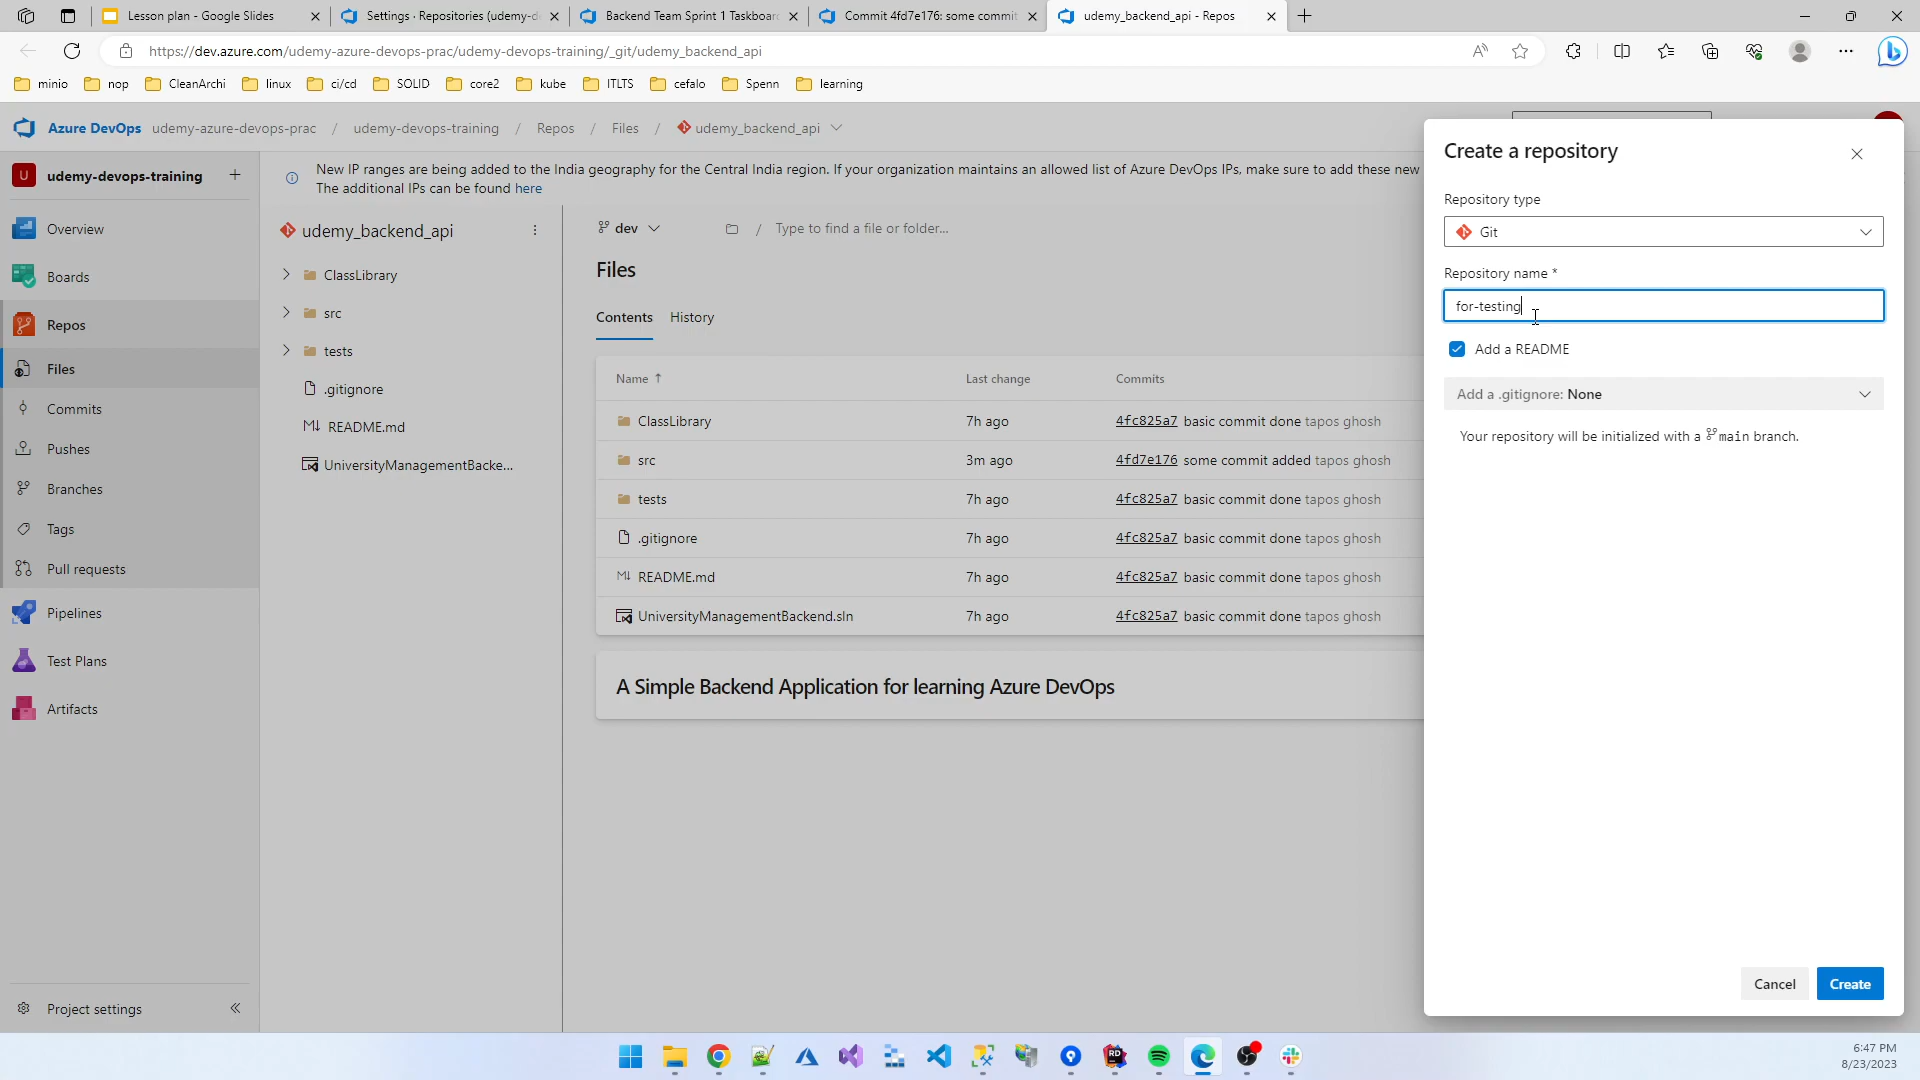 Lesson plan - Google Slides
Settings · Repositories (udemy-d
Backend Team Sprint 1 Taskboar
Commit 4fd7e176: some commit
udemy_backend_api - Repos
https://dev.azure.com/udemy-azure-devops-prac/udemy-devops-training/_git/udemy_backend_api
minio
nop
CleanArchi
linux
ci/cd
SOLID
core2
kube
ITLTS
cefalo
Spenn
learning
Azure DevOps
udemy-azure-devops-prac / udemy-devops-training / Repos / Files / udemy_backend_api
U
udemy-devops-training
Overview
Boards
Repos
Files
Commits
Pushes
Branches
Tags
Pull requests
Pipelines
Test Plans
Artifacts
Project settings
New IP ranges are being added to the India geography for the Central India region. If your organization maintains an allowed list of Azure DevOps IPs, make sure to add these new
The additional IPs can be found here
udemy_backend_api
ClassLibrary
src
tests
.gitignore
README.md
UniversityManagementBacke...
dev
/ Type to find a file or folder...
Files
Contents
History
Name Last change Commits
ClassLibrary 7h ago 4fc825a7 basic commit done tapos ghosh
src 3m ago 4fd7e176 some commit added tapos ghosh
tests 7h ago 4fc825a7 basic commit done tapos ghosh
.gitignore 7h ago 4fc825a7 basic commit done tapos ghosh
README.md 7h ago 4fc825a7 basic commit done tapos ghosh
UniversityManagementBackend.sln 7h ago 4fc825a7 basic commit done tapos ghosh
A Simple Backend Application for learning Azure DevOps
Create a repository
Repository type
Git
Repository name *
for-testing
Add a README
Add a .gitignore: None
Your repository will be initialized with a main branch.
Cancel
Create
6:47 PM
8/23/2023